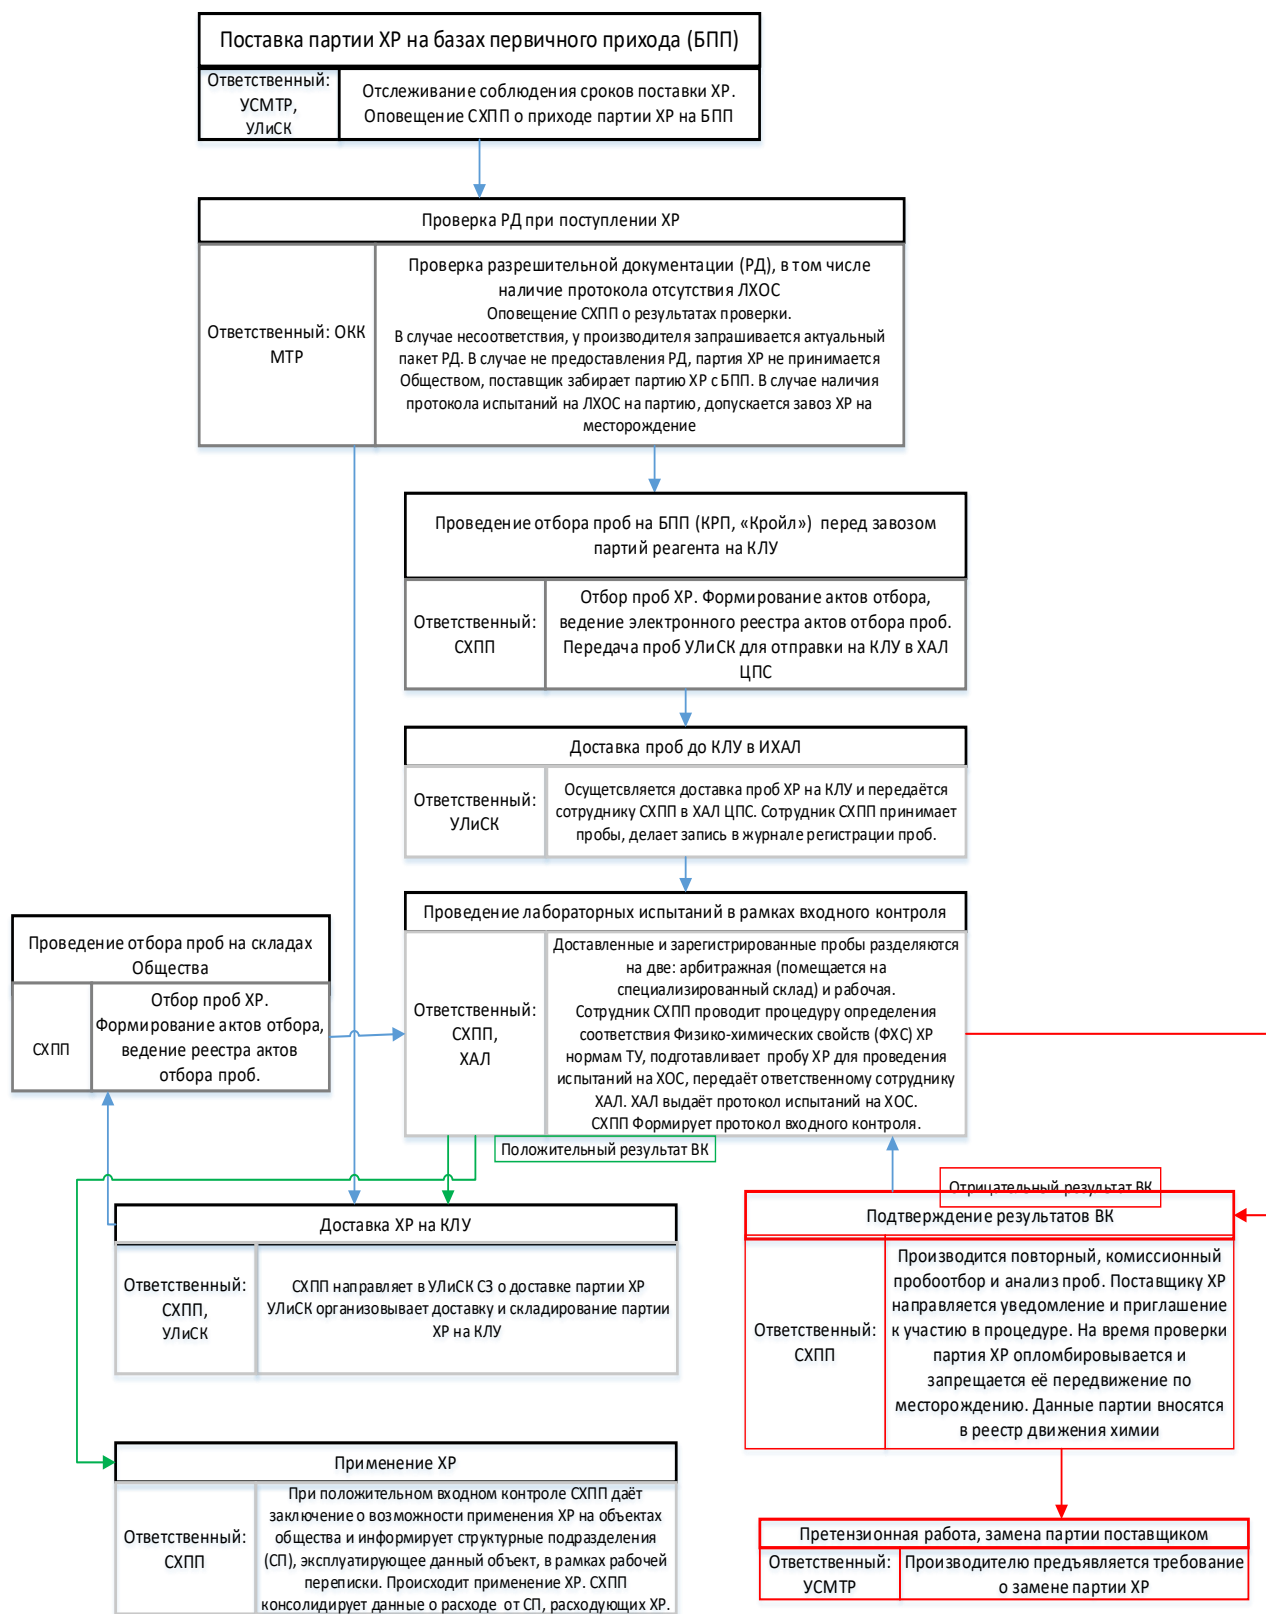 Поставка партии ХР на базах первичного прихода (БПП)
Ответственный:
УСМТР,
УЛиСК
Отслеживание соблюдения сроков поставки ХР.
Оповещение СХПП о приходе партии ХР на БПП
Проверка РД при поступлении ХР
Ответственный: ОКК
МТР
Проверка разрешительной документации (РД), в том числе
наличие протокола отсутствия ЛХОС
Оповещение СХПП о результатах проверки.
В случае несоответствия, у производителя запрашивается актуальный
пакет РД. В случае не предоставления РД, партия ХР не принимается
Обществом, поставщик забирает партию ХР с БПП. В случае наличия
протокола испытаний на ЛХОС на партию, допускается завоз ХР на
месторождение
Проведение отбора проб на БПП (КРП, «Кройл») перед завозом
партий реагента на КЛУ
Ответственный:
СХПП
Отбор проб ХР. Формирование актов отбора,
ведение электронного реестра актов отбора проб.
Передача проб УЛиСК для отправки на КЛУ в ХАЛ
ЦПС
Доставка проб до КЛУ в ИХАЛ
Ответственный:
УЛиСК
Осущетсвляется доставка проб ХР на КЛУ и передаётся
сотруднику СХПП в ХАЛ ЦПС. Сотрудник СХПП принимает
пробы, делает запись в журнале регистрации проб.
Проведение лабораторных испытаний в рамках входного контроля
Ответственный:
СХПП,
ХАЛ
Доставленные и зарегистрированные пробы разделяются
на две: арбитражная (помещается на
специализированный склад) и рабочая.
Сотрудник СХПП проводит процедуру определения
соответствия Физико-химических свойств (ФХС) ХР
нормам ТУ, подготавливает пробу ХР для проведения
испытаний на ХОС, передаёт ответственному сотруднику
ХАЛ. ХАЛ выдаёт протокол испытаний на ХОС.
СХПП Формирует протокол входного контроля.
Проведение отбора проб на складах
Общества
СХПП
Отбор проб ХР.
Формирование актов отбора,
ведение реестра актов
отбора проб.
Положительный результат ВК
Отрицательный результат ВК
Доставка ХР на КЛУ
Ответственный:
СХПП,
УЛиСК
СХПП направляет в УЛиСК СЗ о доставке партии ХР
УЛиСК организовывает доставку и складирование партии
ХР на КЛУ
Подтверждение результатов ВК
Ответственный:
СХПП
Производится повторный, комиссионный
пробоотбор и анализ проб. Поставщику ХР
направляется уведомление и приглашение
к участию в процедуре. На время проверки
партия ХР опломбировывается и
запрещается её передвижение по
месторождению. Данные партии вносятся
в реестр движения химии
Применение ХР
Ответственный:
СХПП
При положительном входном контроле СХПП даёт
заключение о возможности применения ХР на объектах
общества и информирует структурные подразделения
(СП), эксплуатирующее данный объект, в рамках рабочей
переписки. Происходит применение ХР. СХПП
консолидирует данные о расходе от СП, расходующих ХР.
Претензионная работа, замена партии поставщиком
Ответственный:
УСМТР
Производителю предъявляется требование
о замене партии ХР